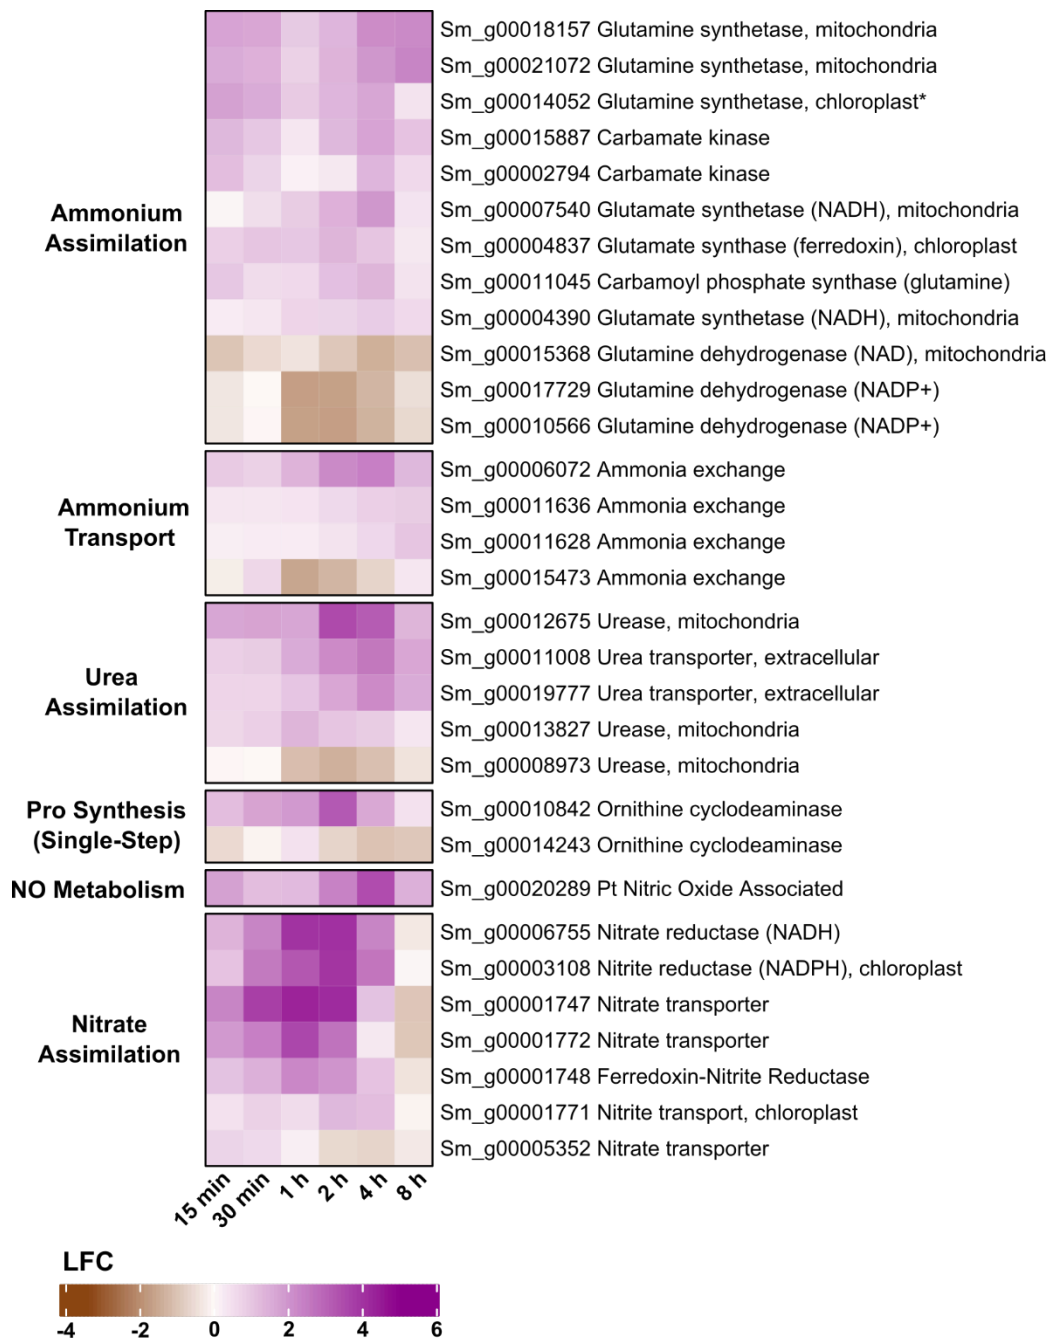 Ammonium
Assimilation
Sm_g00018157 Glutamine synthetase, mitochondria
Sm_g00021072 Glutamine synthetase, mitochondria
Sm_g00014052 Glutamine synthetase, chloroplast*
Sm_g00015887 Carbamate kinase
Sm_g00002794 Carbamate kinase
Sm_g00007540 Glutamate synthetase (NADH), mitochondria
Sm_g00004837 Glutamate synthase (ferredoxin), chloroplast
Sm_g00011045 Carbamoyl phosphate synthase (glutamine)
Sm_g00004390 Glutamate synthetase (NADH), mitochondria
Sm_g00015368 Glutamine dehydrogenase (NAD), mitochondria
Sm_g00017729 Glutamine dehydrogenase (NADP+)
Sm_g00010566 Glutamine dehydrogenase (NADP+)
Ammonium
Transport
Sm_g00006072 Ammonia exchange
Sm_g00011636 Ammonia exchange
Sm_g00011628 Ammonia exchange
Sm_g00015473 Ammonia exchange
Urea
Assimilation
Sm_g00012675 Urease, mitochondria
Sm_g00011008 Urea transporter, extracellular
Sm_g00019777 Urea transporter, extracellular
Sm_g00013827 Urease, mitochondria
Sm_g00008973 Urease, mitochondria
Pro Synthesis
(Single-Step)
Sm_g00010842 Ornithine cyclodeaminase
Sm_g00014243 Ornithine cyclodeaminase
NO Metabolism
Sm_g00020289 Pt Nitric Oxide Associated
Nitrate
Assimilation
Sm_g00006755 Nitrate reductase (NADH)
Sm_g00003108 Nitrite reductase (NADPH), chloroplast
Sm_g00001747 Nitrate transporter
Sm_g00001772 Nitrate transporter
Sm_g00001748 Ferredoxin-Nitrite Reductase
Sm_g00001771 Nitrite transport, chloroplast
Sm_g00005352 Nitrate transporter
15 min 30 min 1 h 2 h 4 h 8 h
LFC
-4 -2 0 2 4 6